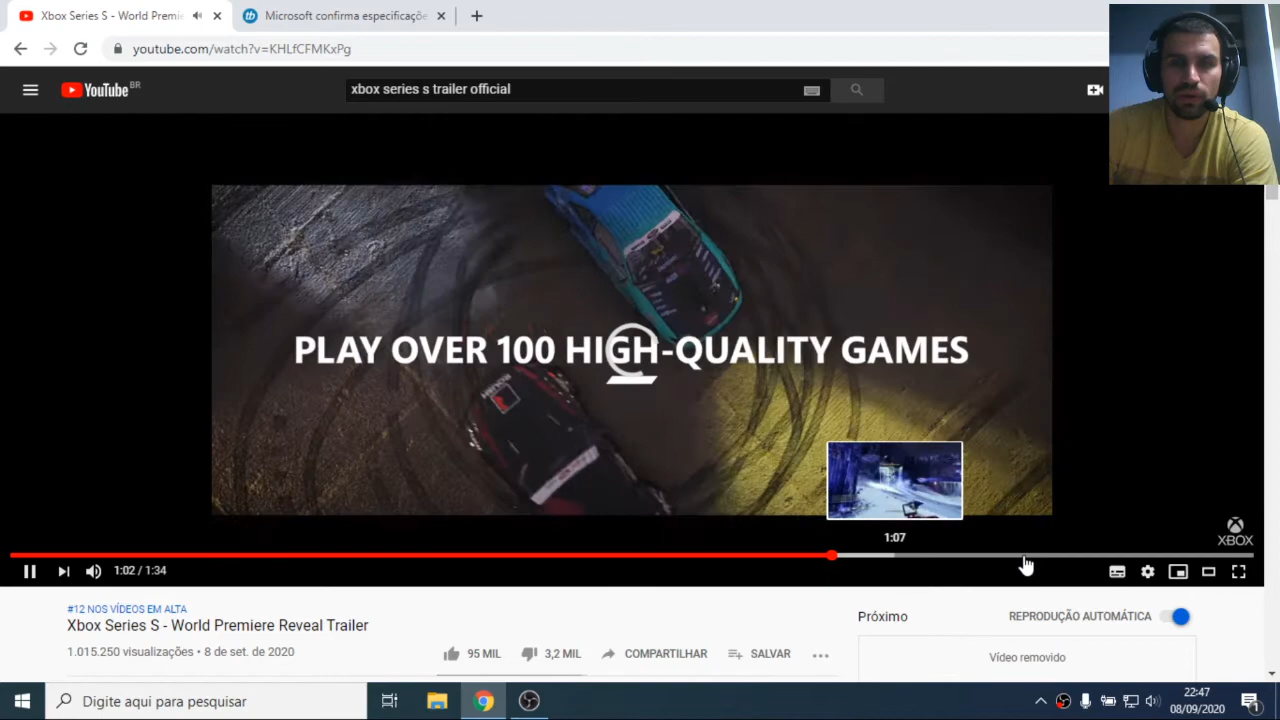 Xbox Series S - World Premie
Microsoft confirma especificaçõe
youtube.com/watch?v=KHLfCFMKxPg
YouTube BR
xbox series s trailer official
PLAY OVER 100 HIGH-QUALITY GAMES
1:07
XBOX
1:02 / 1:34
#12 NOS VÍDEOS EM ALTA
Xbox Series S - World Premiere Reveal Trailer
1.015.250 visualizações • 8 de set. de 2020
95 MIL
3,2 MIL
COMPARTILHAR
SALVAR
Próximo
REPRODUÇÃO AUTOMÁTICA
Vídeo removido
Digite aqui para pesquisar
22:47
08/09/2020
1